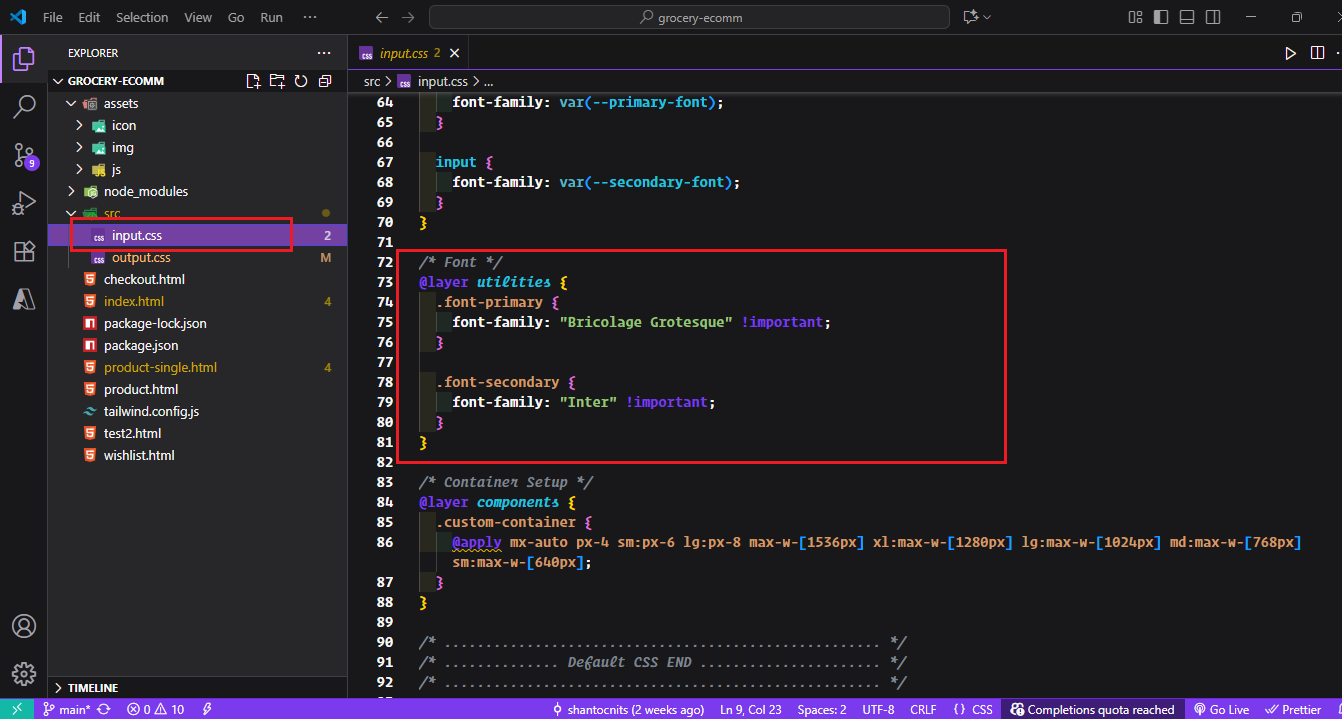 File Edit Selection View Go Run ··· grocery-ecomm
EXPLORER ···
GROCERY-ECOMM
assets
icon
img
js
node_modules
src
input.css 2
output.css M
checkout.html
index.html 4
package-lock.json
package.json
product-single.html 4
product.html
tailwind.config.js
test2.html
wishlist.html
TIMELINE
9
input.css 2
src > input.css > ...
64 font-family: var(--primary-font);
65 }
66
67 input {
68 font-family: var(--secondary-font);
69 }
70 }
71
72 /* Font */
73 @layer utilities {
74 .font-primary {
75 font-family: "Bricolage Grotesque" !important;
76 }
77
78 .font-secondary {
79 font-family: "Inter" !important;
80 }
81 }
82
83 /* Container Setup */
84 @layer components {
85 .custom-container {
86 @apply mx-auto px-4 sm:px-6 lg:px-8 max-w-[1536px] xl:max-w-[1280px] lg:max-w-[1024px] md:max-w-[768px]
sm:max-w-[640px];
87 }
88 }
89
90 /* ..................................................... */
91 /* .............. Default CSS END ...................... */
92 /* ..................................................... */
main* 0 10 shantocnits (2 weeks ago) Ln 9, Col 23 Spaces: 2 UTF-8 CRLF {} CSS Completions quota reached Go Live Prettier